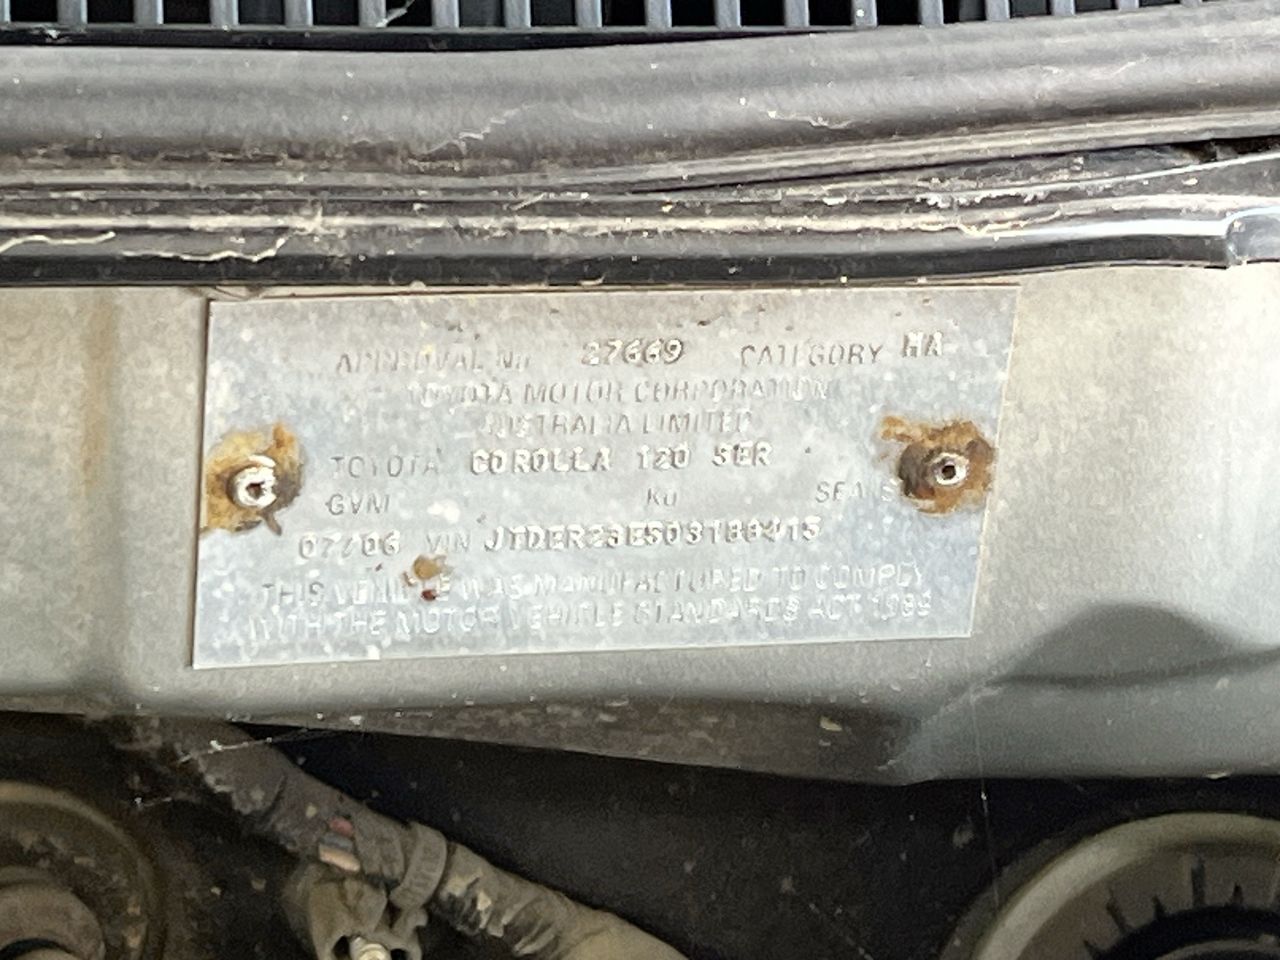 APPROVAL No 27669 CATEGORY MA
TOYOTA MOTOR CORPORATION
AUSTRALIA LIMITED
TOYOTA COROLLA 120 SER
GVM KG SEATS
07/06 VIN
THIS VEHICLE WAS MANUFACTURED TO COMPLY
WITH THE MOTOR VEHICLE STANDARDS ACT 1989